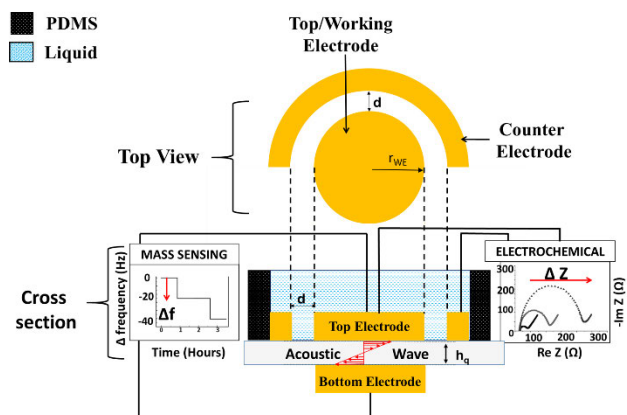 PDMS
Liquid
Top/Working
Electrode
d
Counter
Electrode
Top View
r_WE
Cross
section
MASS SENSING
Δ frequency (Hz)
0
-20
-40
Δf
0
1
2
3
Time (Hours)
d
Top Electrode
Acoustic
Wave
h_q
Bottom Electrode
ELECTROCHEMICAL
300
200
100
0
Δ Z
0
100
200
300
-Im Z (Ω)
Re Z (Ω)